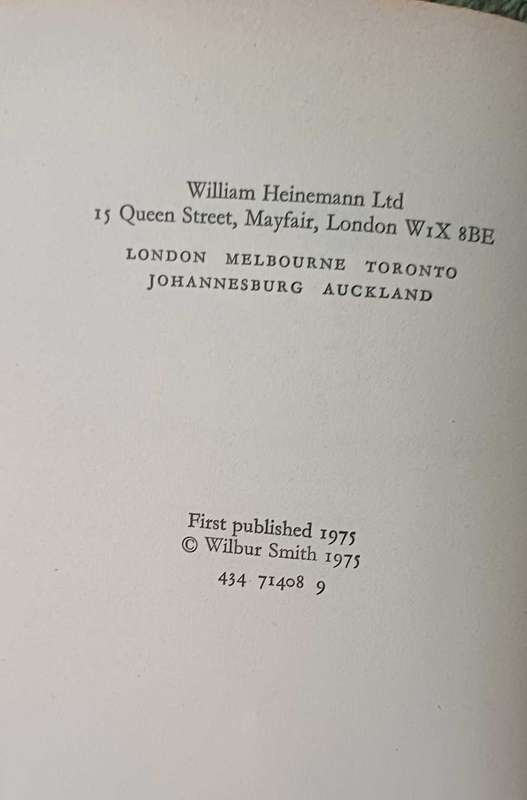 William Heinemann Ltd
15 Queen Street, Mayfair, London W1X 8BE
LONDON MELBOURNE TORONTO
JOHANNESBURG AUCKLAND
First published 1975
© Wilbur Smith 1975
434 71408 9